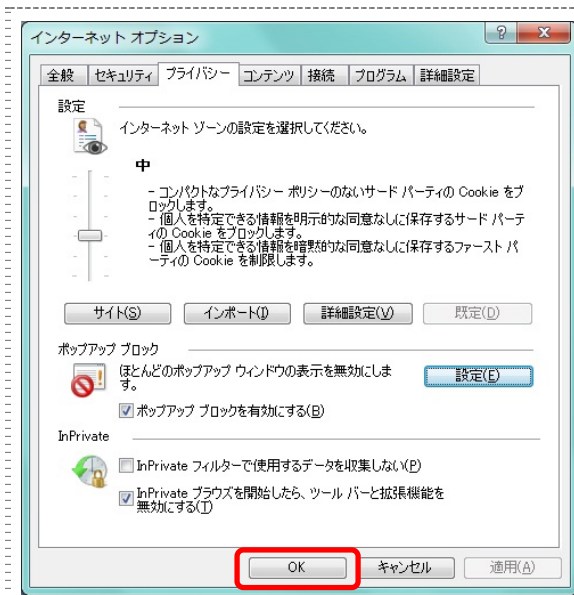 インターネット オプション
全般 セキュリティ プライバシー コンテンツ 接続 プログラム 詳細設定
設定
インターネット ゾーンの設定を選択してください。
中
- コンパクトなプライバシー ポリシーのないサード パーティの Cookie をブ
ロックします。
- 個人を特定できる情報を明示的な同意なしに保存するサード パーテ
ィの Cookie をブロックします。
- 個人を特定できる情報を暗黙的な同意なしに保存するファースト パ
ーティの Cookie を制限します。
サイト(S) インポート(I) 詳細設定(V) 既定(D)
ポップアップ ブロック
ほとんどのポップアップ ウィンドウの表示を無効にしま
す。
設定(E)
ポップアップ ブロックを有効にする(B)
InPrivate
InPrivate フィルターで使用するデータを収集しない(P)
InPrivate ブラウズを開始したら、ツール バーと拡張機能を
無効にする(T)
OK キャンセル 適用(A)